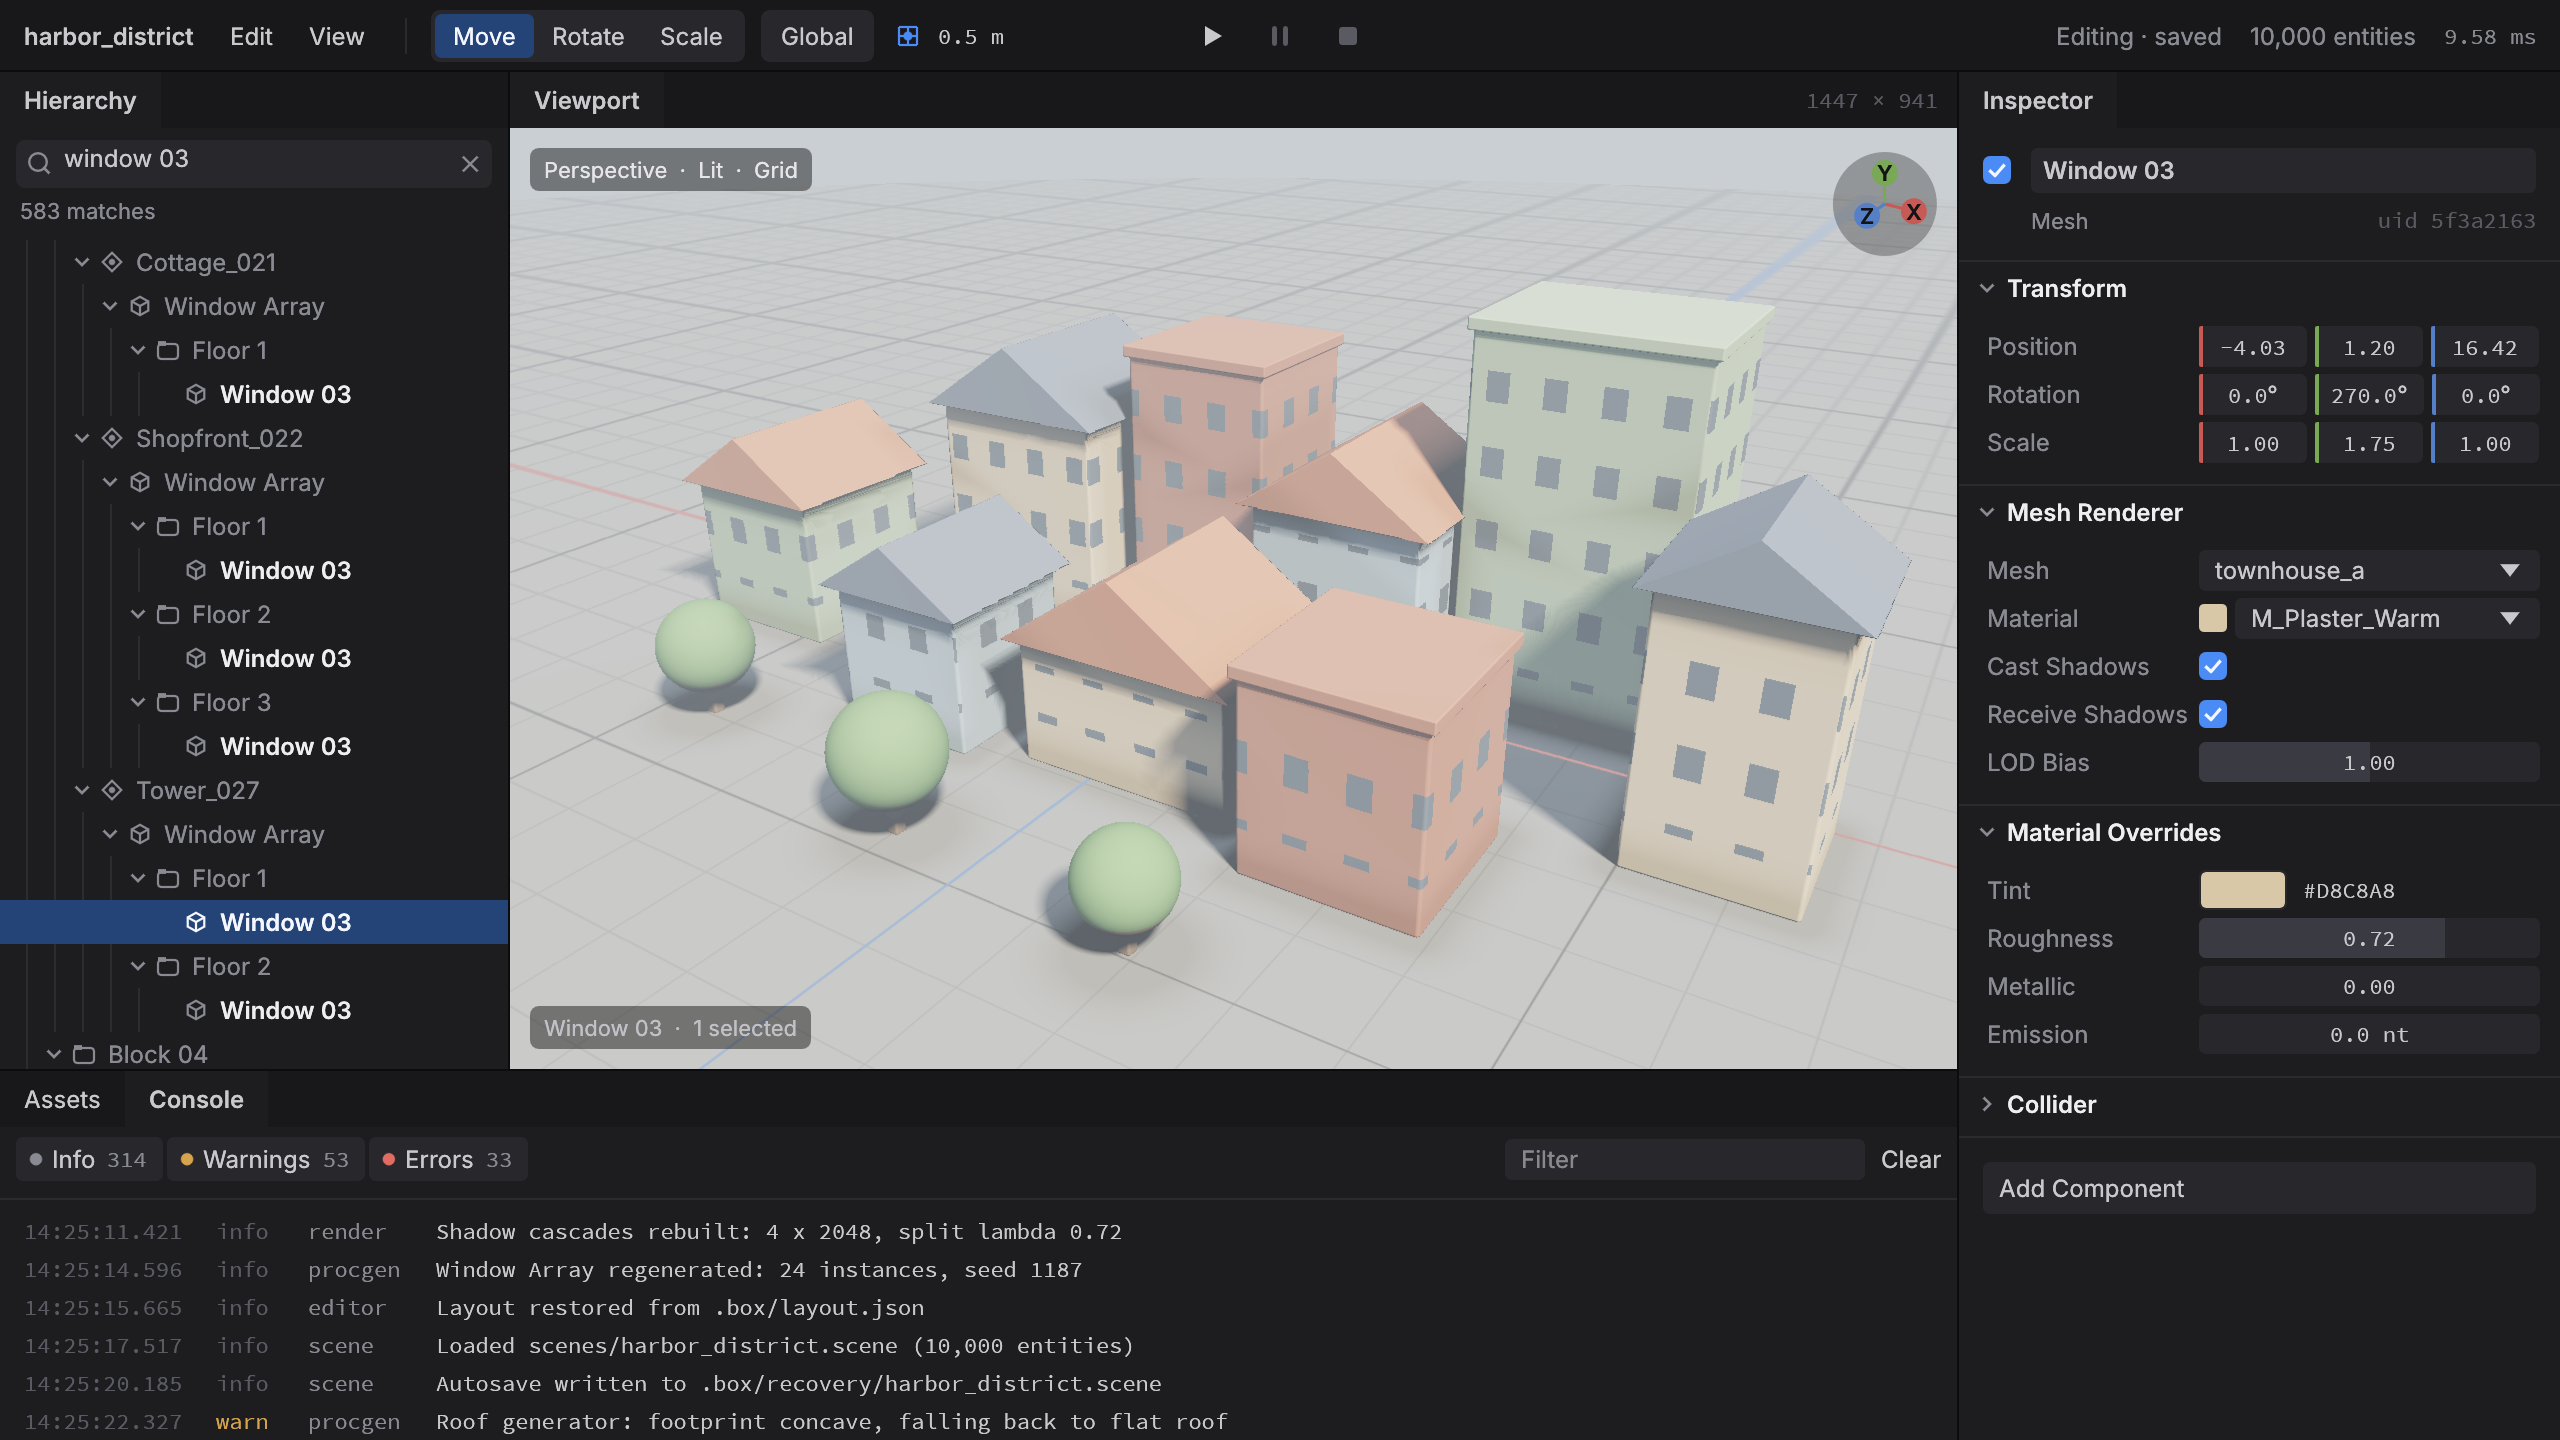 harbor_district Edit View Move Rotate Scale Global 0.5 m Editing · saved 10,000 entities 9.58 ms
Hierarchy
window 03
583 matches
Cottage_021
Window Array
Floor 1
Window 03
Shopfront_022
Window Array
Floor 1
Window 03
Floor 2
Window 03
Floor 3
Window 03
Tower_027
Window Array
Floor 1
Window 03
Floor 2
Window 03
Block 04
Viewport 1447 × 941
Perspective · Lit · Grid
Y
Z X
Window 03 · 1 selected
Inspector
Window 03
Mesh uid 5f3a2163
Transform
Position −4.03 1.20 16.42
Rotation 0.0° 270.0° 0.0°
Scale 1.00 1.75 1.00
Mesh Renderer
Mesh townhouse_a
Material M_Plaster_Warm
Cast Shadows
Receive Shadows
LOD Bias 1.00
Material Overrides
Tint #D8C8A8
Roughness 0.72
Metallic 0.00
Emission 0.0 nt
Collider
Add Component
Assets Console
Info 314 Warnings 53 Errors 33 Filter Clear
14:25:11.421 info render Shadow cascades rebuilt: 4 x 2048, split lambda 0.72
14:25:14.596 info procgen Window Array regenerated: 24 instances, seed 1187
14:25:15.665 info editor Layout restored from .box/layout.json
14:25:17.517 info scene Loaded scenes/harbor_district.scene (10,000 entities)
14:25:20.185 info scene Autosave written to .box/recovery/harbor_district.scene
14:25:22.327 warn procgen Roof generator: footprint concave, falling back to flat roof